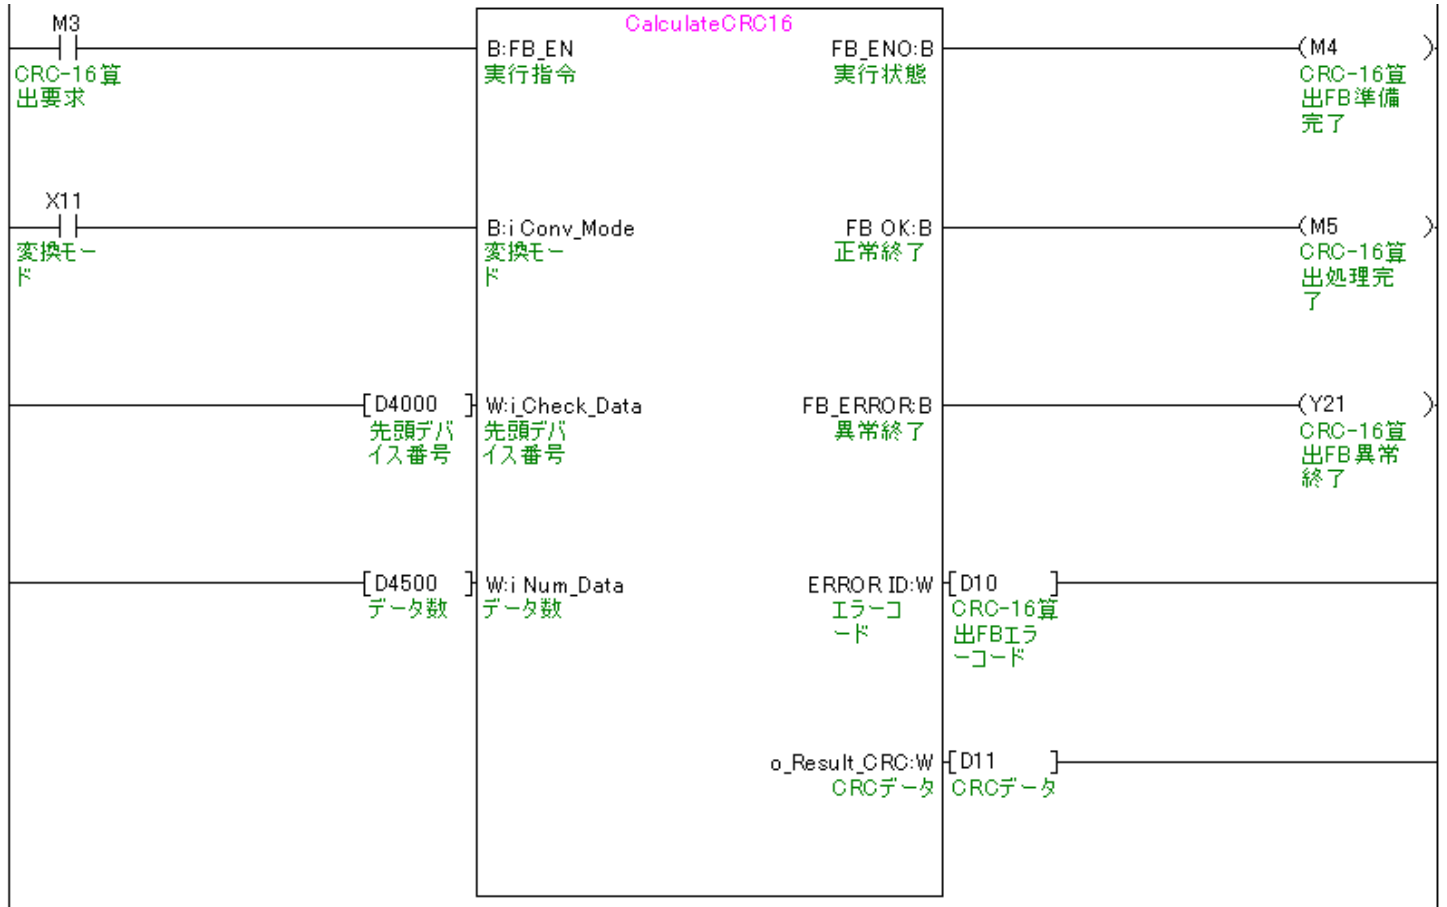 CalculateCRC16
M3
B:FB_EN
FB_ENO:B
M4
CRC-16算
出要求
実行指令
実行状態
CRC-16算
出FB準備
完了
X11
B:i Conv_Mode
FB OK:B
M5
変換モー
ド
変換モー
ド
正常終了
CRC-16算
出処理完
了
D4000
W:i_Check_Data
FB_ERROR:B
Y21
先頭デバ
イス番号
先頭デバ
イス番号
異常終了
CRC-16算
出FB異常
終了
D4500
W:i Num_Data
ERROR ID:W
D10
データ数
データ数
エラーコ
ード
CRC-16算
出FBエラ
ーコード
o_Result_CRC:W
D11
CRCデータ
CRCデータ